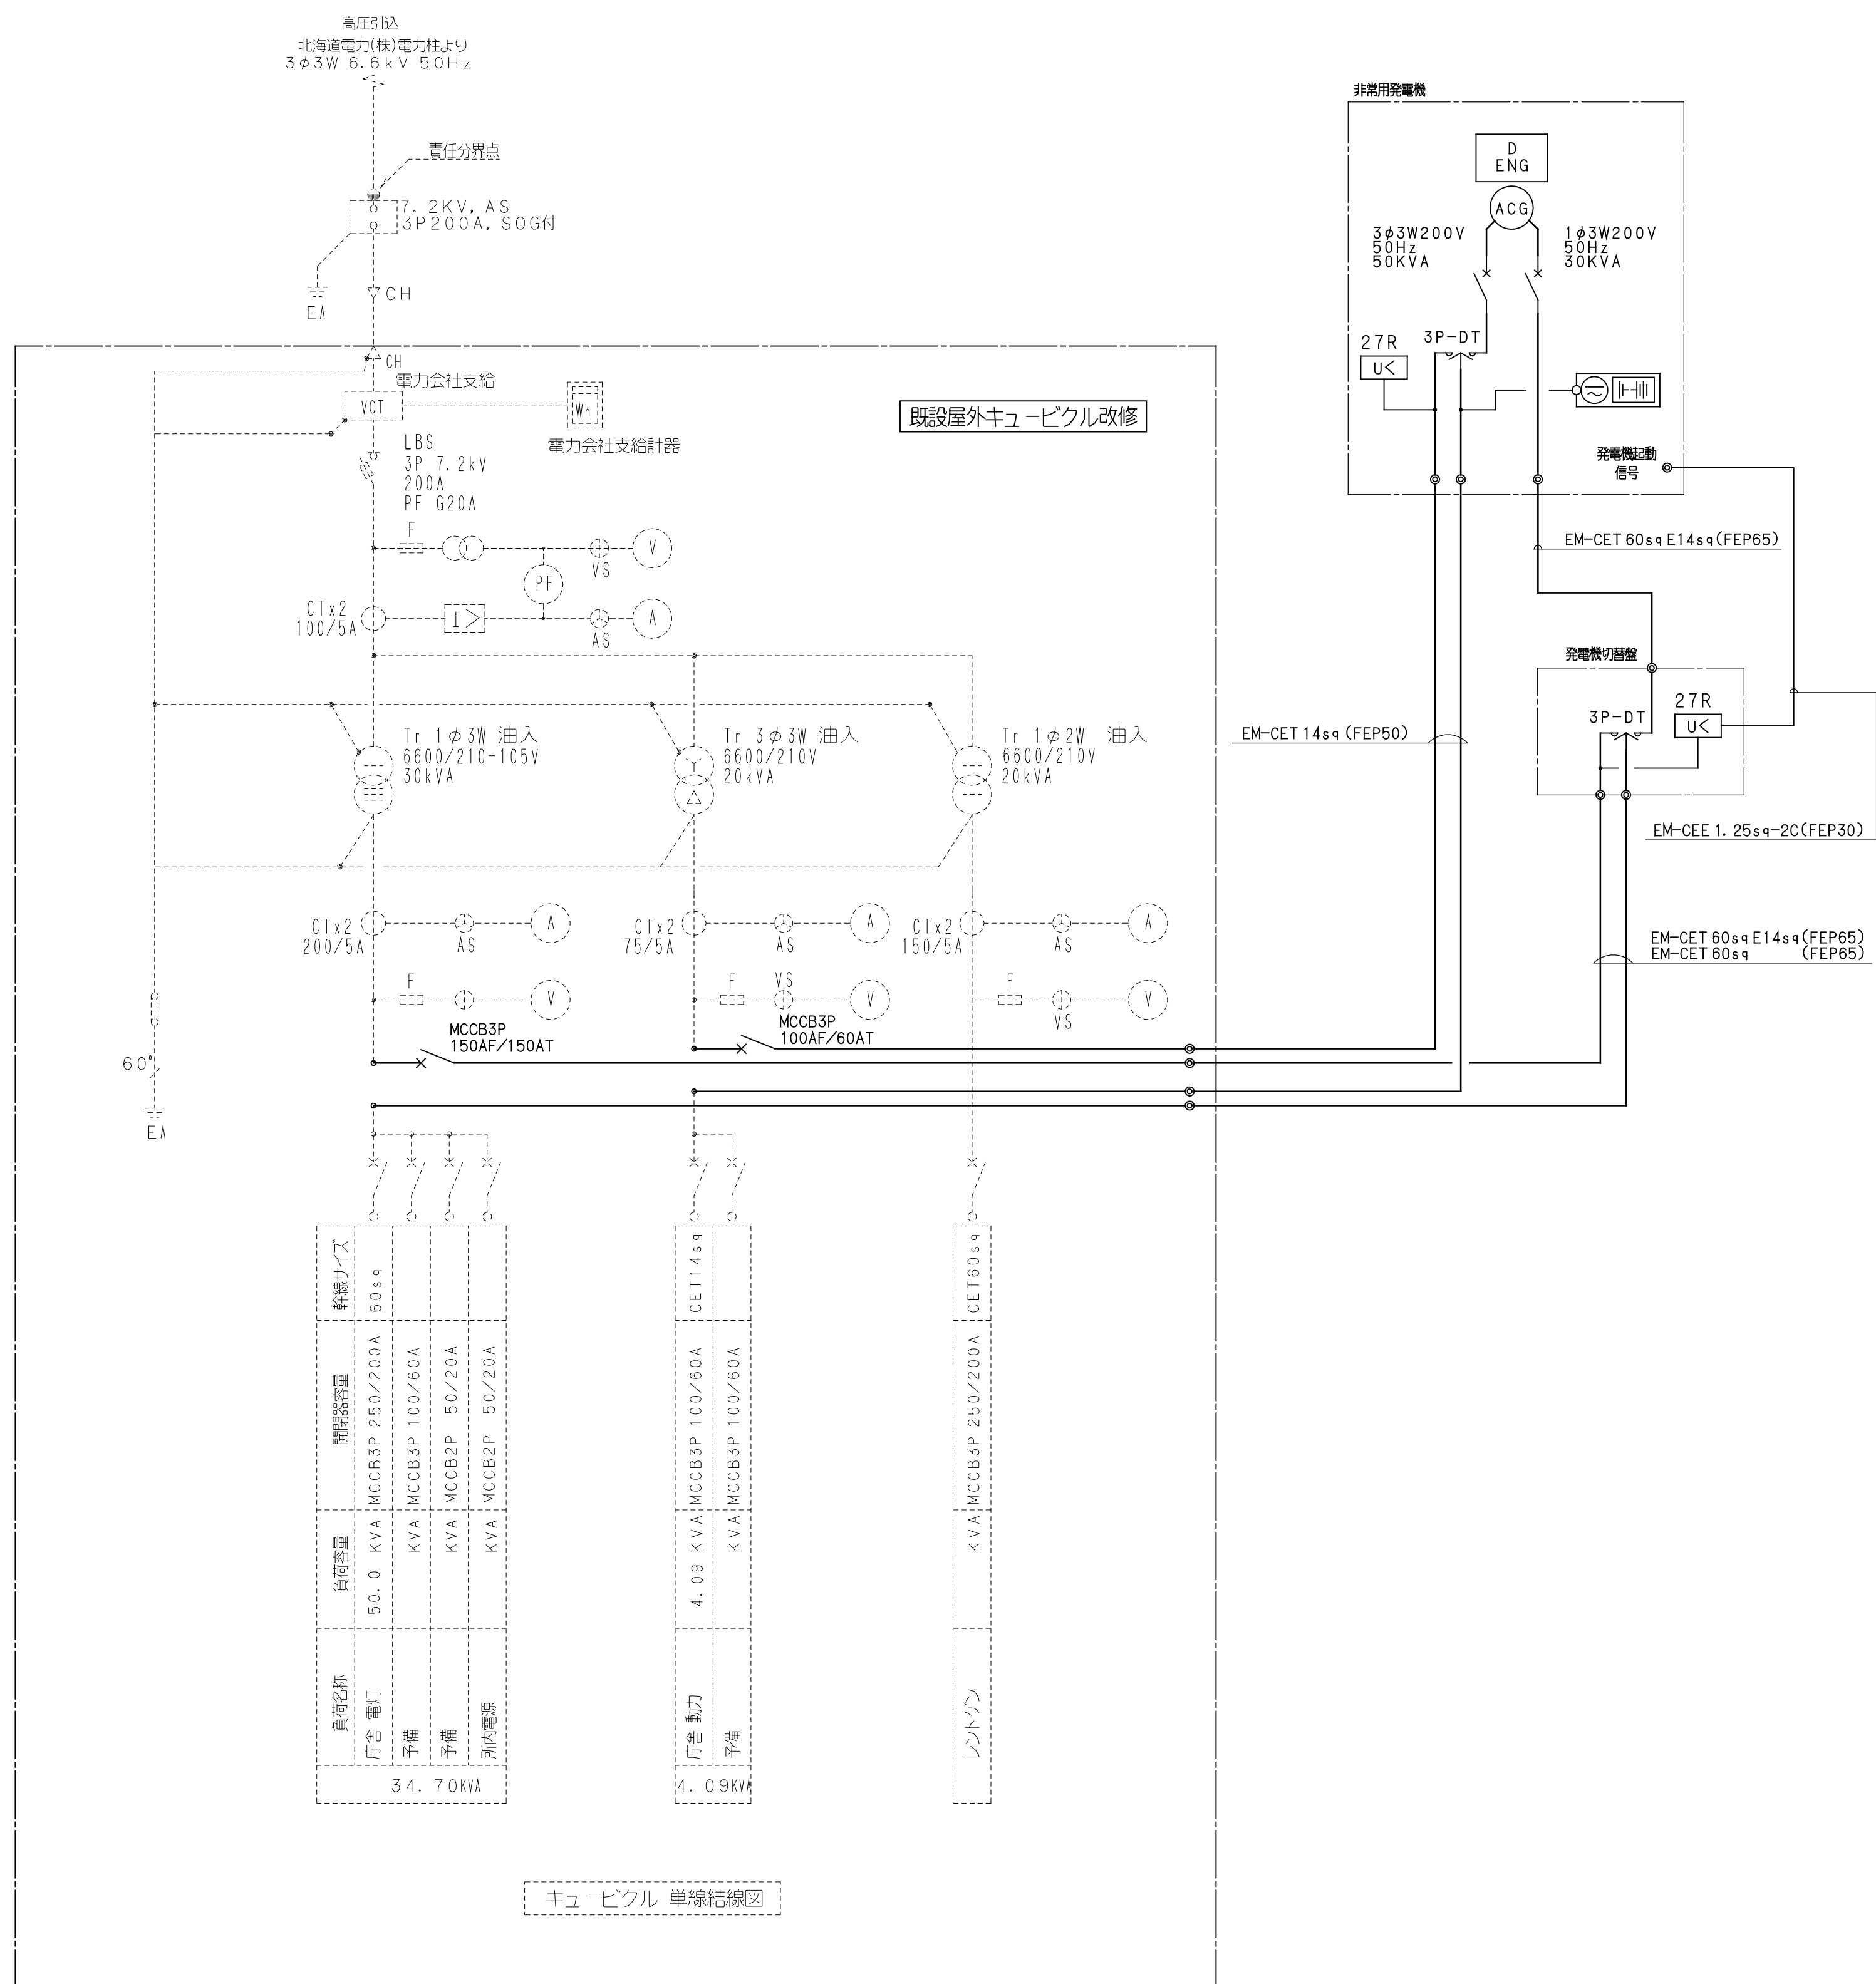 高圧引込
北海道電力(株)電力柱より
3φ3W 6.6kV 50Hz
責任分界点
7.2KV, AS
3P200A, SOG付
EA
CH
CH
電力会社支給
VCT
Wh
電力会社支給計器
既設屋外キュービクル改修
LBS
3P 7.2kV
200A
PF G20A
F
VS
V
PF
CTx2
100/5A
I>
AS
A
Tr 1φ3W 油入
6600/210-105V
30kVA
Tr 3φ3W 油入
6600/210V
20kVA
Tr 1φ2W 油入
6600/210V
20kVA
CTx2
200/5A
AS
A
CTx2
75/5A
AS
A
CTx2
150/5A
AS
A
F
V
F
VS
V
F
VS
V
MCCB3P
150AF/150AT
MCCB3P
100AF/60AT
60°
EA
幹線サイズ
60sq
CET14sq
CET60sq
開閉器容量
MCCB3P 250/200A
MCCB3P 100/60A
MCCB2P 50/20A
MCCB2P 50/20A
MCCB3P 100/60A
MCCB3P 100/60A
MCCB3P 250/200A
負荷容量
50.0 KVA
KVA
KVA
KVA
4.09 KVA
KVA
KVA
負荷名称
庁舎 電灯
予備
予備
所内電源
庁舎 動力
予備
レントゲン
34.70KVA
4.09KVA
キュービクル 単線結線図
非常用発電機
D
ENG
ACG
3φ3W200V
50Hz
50KVA
1φ3W200V
50Hz
30KVA
27R
U<
3P-DT
発電機起動
信号
EM-CET 60sq E14sq(FEP65)
発電機切替盤
3P-DT
27R
U<
EM-CET 14sq (FEP50)
EM-CEE 1.25sq-2C(FEP30)
EM-CET 60sq E14sq(FEP65)
EM-CET 60sq (FEP65)